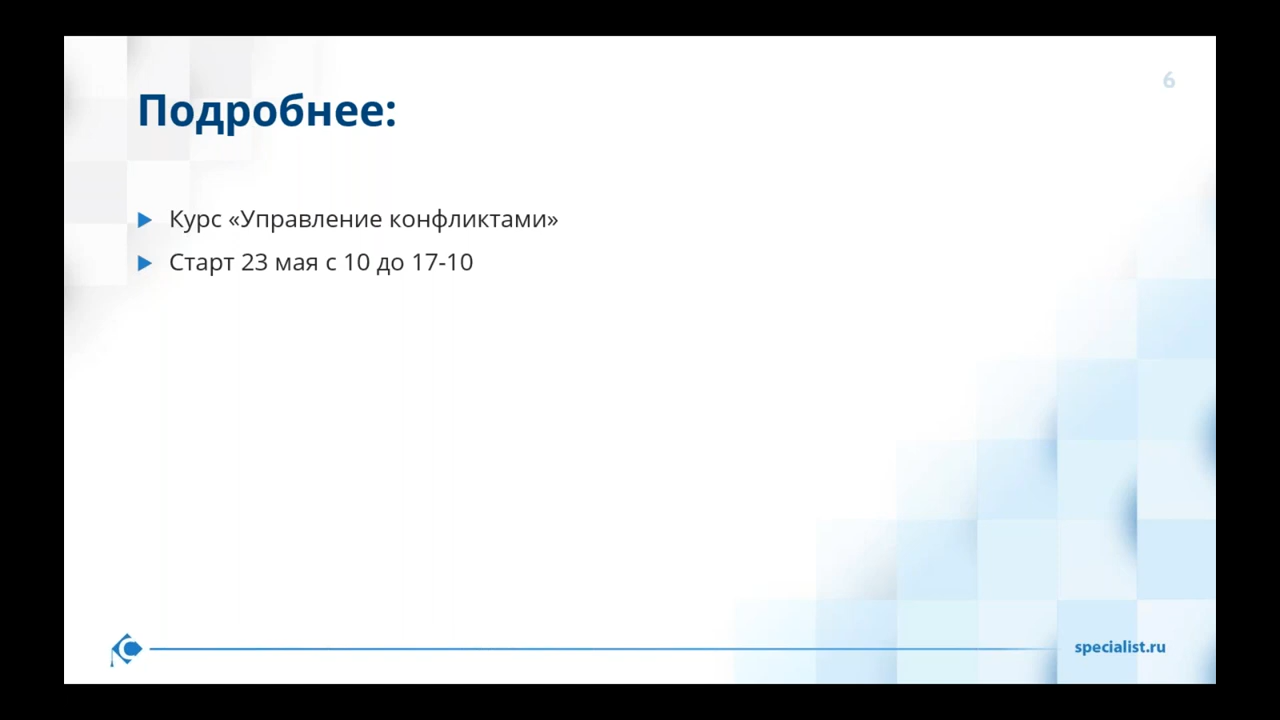 6
Подробнее:
Курс «Управление конфликтами»
Старт 23 мая с 10 до 17-10
specialist.ru